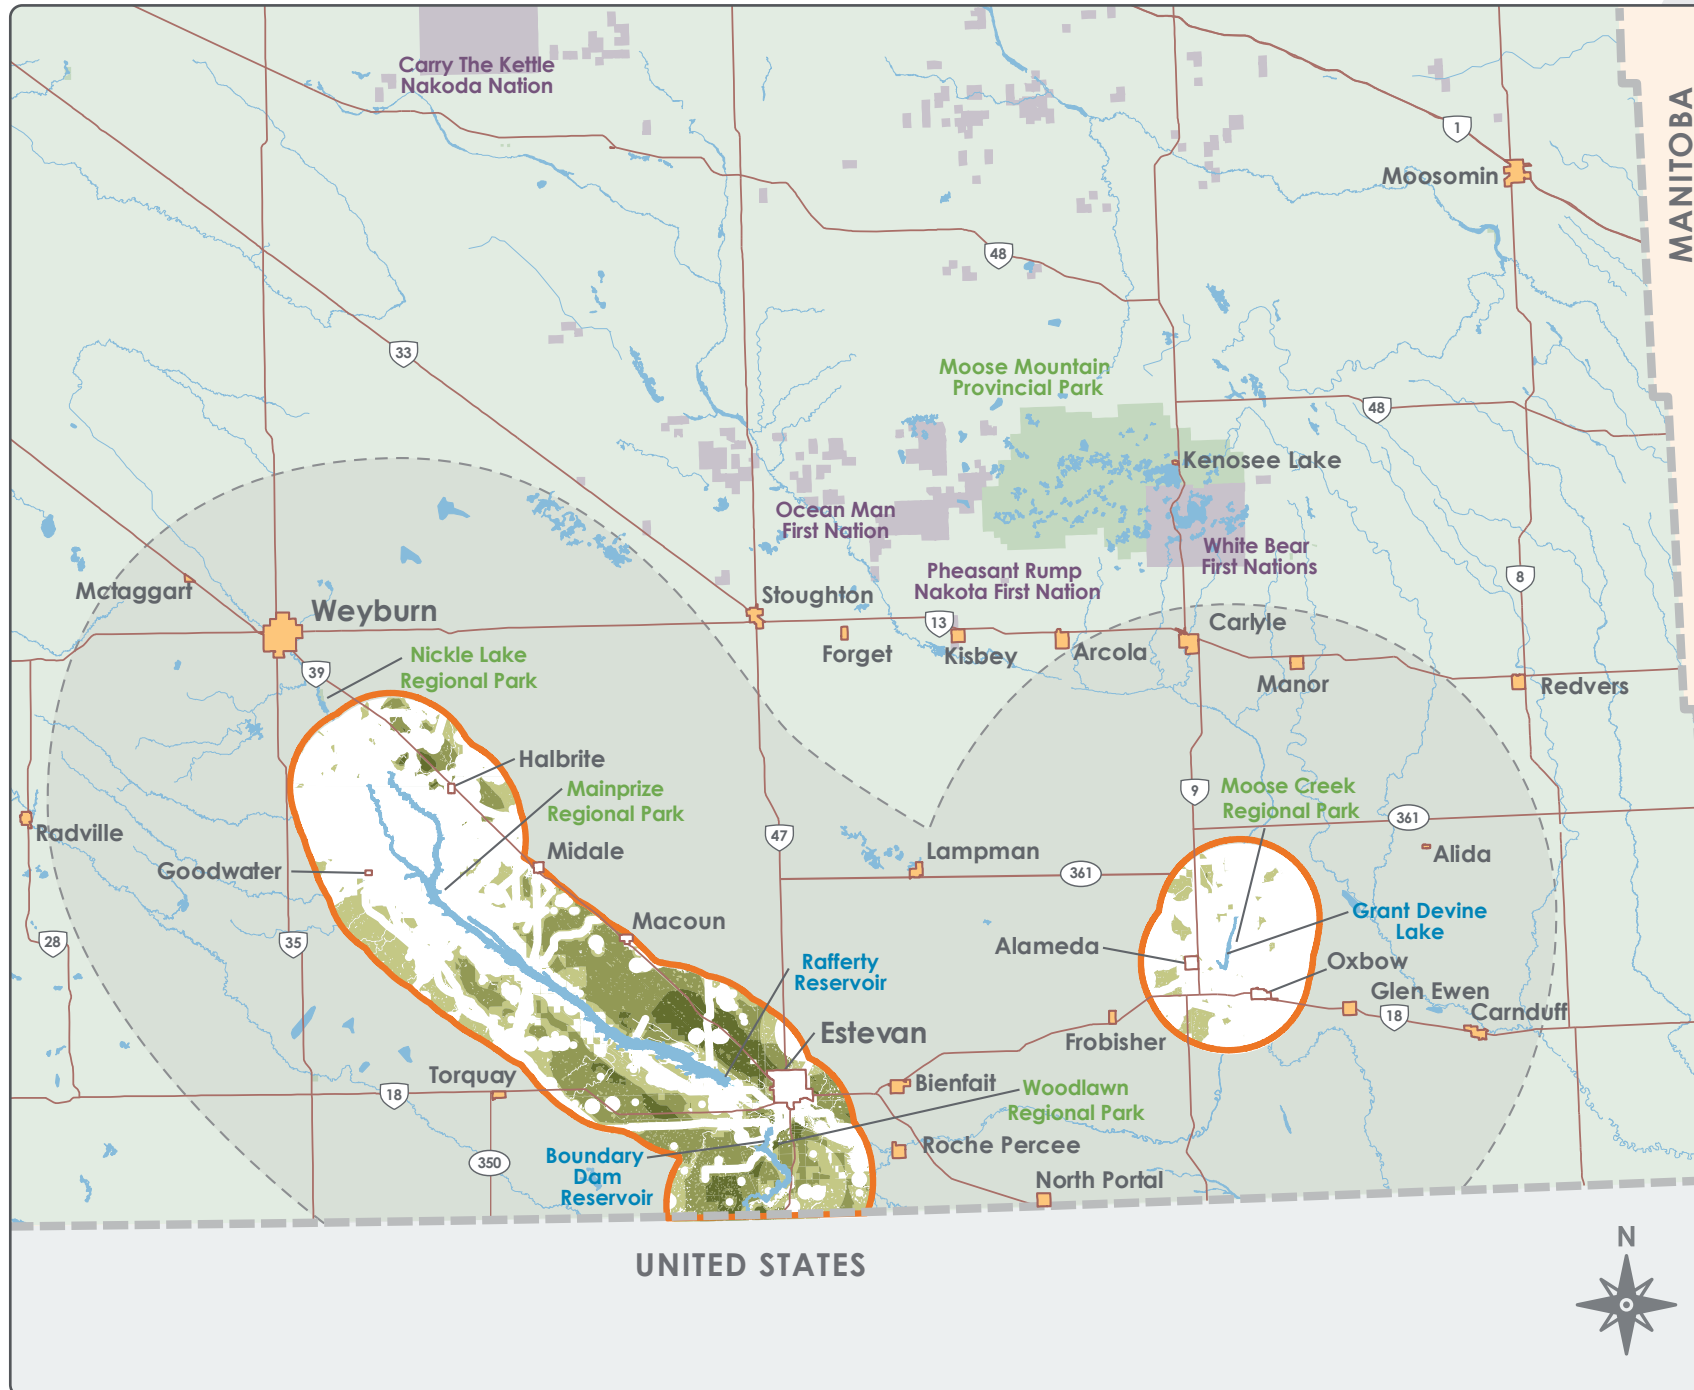 Carry The Kettle
Nakoda Nation
MANITOBA
1
Moosomin
48
33
Moose Mountain
Provincial Park
48
Kenosee Lake
Ocean Man
First Nation
White Bear
First Nations
Pheasant Rump
Nakota First Nation
8
Mctaggart
Weyburn
Stoughton
13
Forget
Kisbey
Arcola
Carlyle
Manor
Redvers
39
Nickle Lake
Regional Park
Halbrite
Mainprize
Regional Park
9
Moose Creek
Regional Park
361
Radville
47
Midale
Lampman
Alida
Goodwater
361
Macoun
Grant Devine
Lake
28
35
Alameda
Oxbow
Rafferty
Reservoir
Glen Ewen
18
Carnduff
Estevan
Frobisher
Torquay
18
Bienfait
Woodlawn
Regional Park
350
Boundary
Dam
Reservoir
Roche Percee
North Portal
UNITED STATES
N